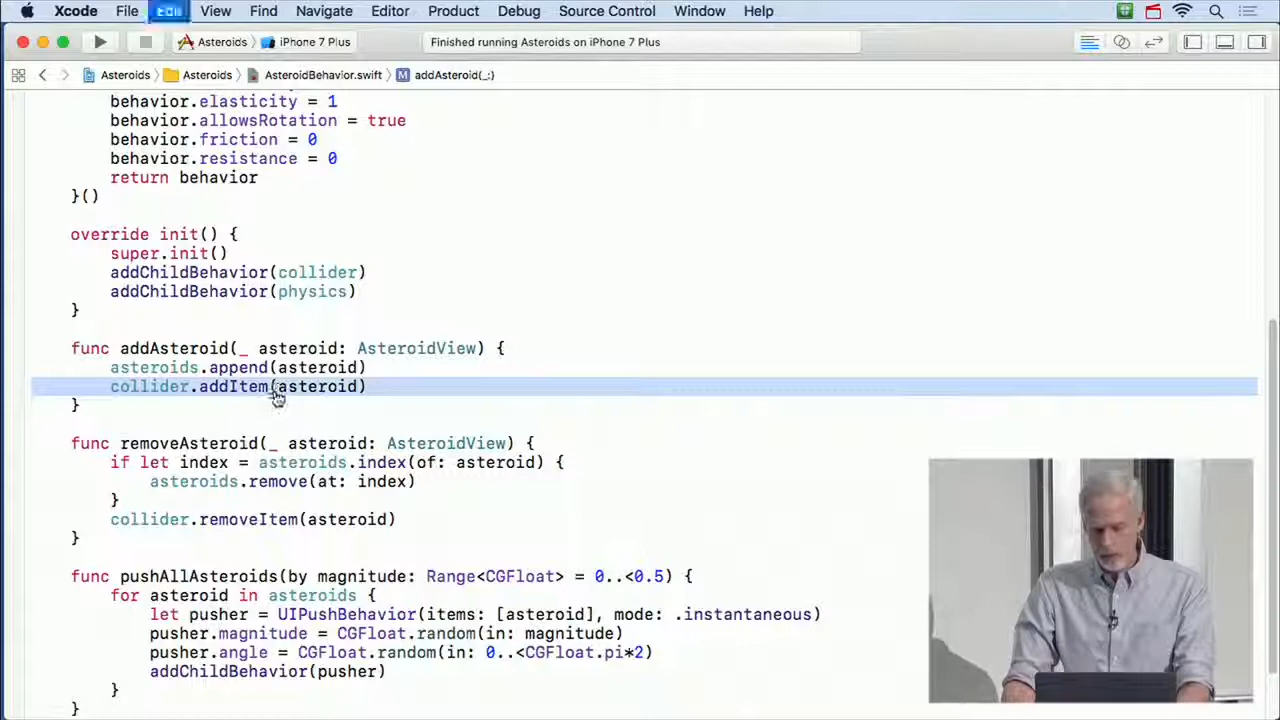 Xcode File Edit View Find Navigate Editor Product Debug Source Control Window Help
Asteroids iPhone 7 Plus Finished running Asteroids on iPhone 7 Plus
Asteroids Asteroids AsteroidBehavior.swift M addAsteroid(_:)
behavior.elasticity = 1
behavior.allowsRotation = true
behavior.friction = 0
behavior.resistance = 0
return behavior
}()
override init() {
super.init()
addChildBehavior(collider)
addChildBehavior(physics)
}
func addAsteroid(_ asteroid: AsteroidView) {
asteroids.append(asteroid)
collider.addItem(asteroid)
}
func removeAsteroid(_ asteroid: AsteroidView) {
if let index = asteroids.index(of: asteroid) {
asteroids.remove(at: index)
}
collider.removeItem(asteroid)
}
func pushAllAsteroids(by magnitude: Range<CGFloat> = 0..<0.5) {
for asteroid in asteroids {
let pusher = UIPushBehavior(items: [asteroid], mode: .instantaneous)
pusher.magnitude = CGFloat.random(in: magnitude)
pusher.angle = CGFloat.random(in: 0..<CGFloat.pi*2)
addChildBehavior(pusher)
}
}